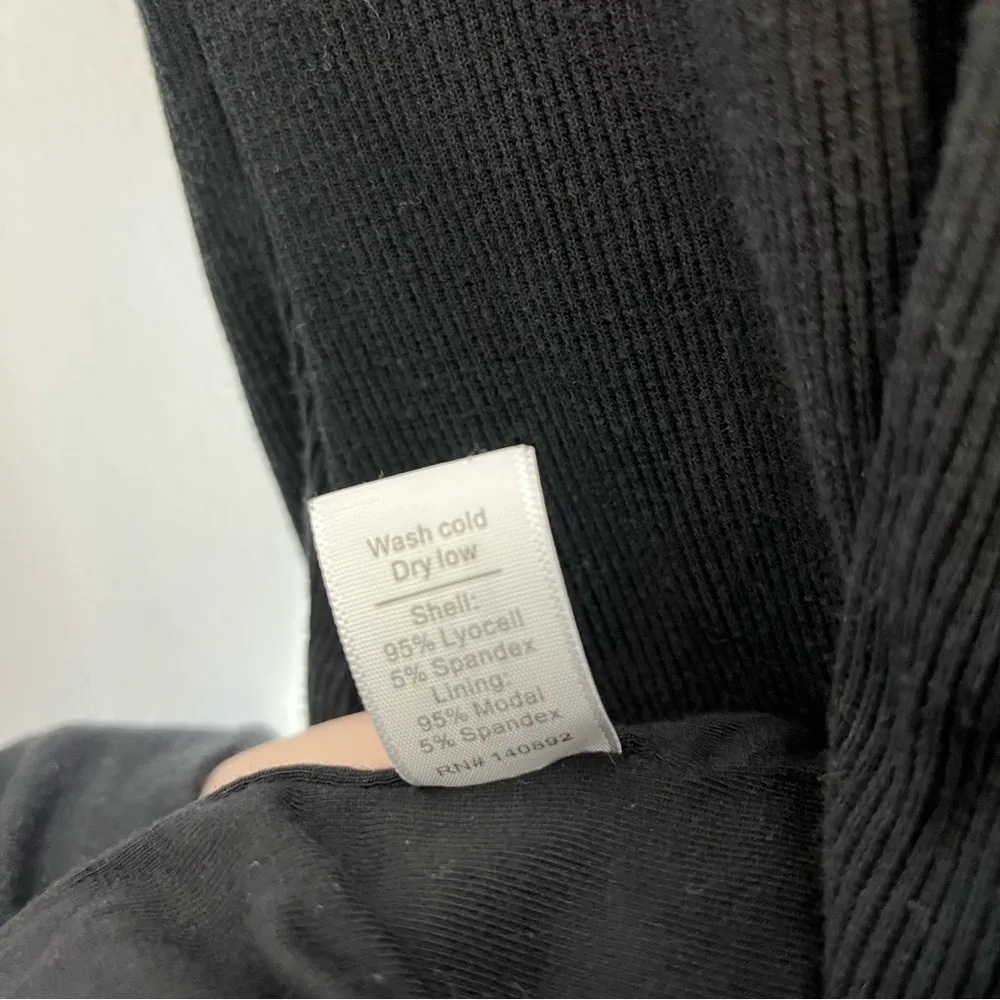 Wash cold
Dry low
Shell:
95% Lyocell
5% Spandex
Lining:
95% Modal
5% Spandex
RN# 140892